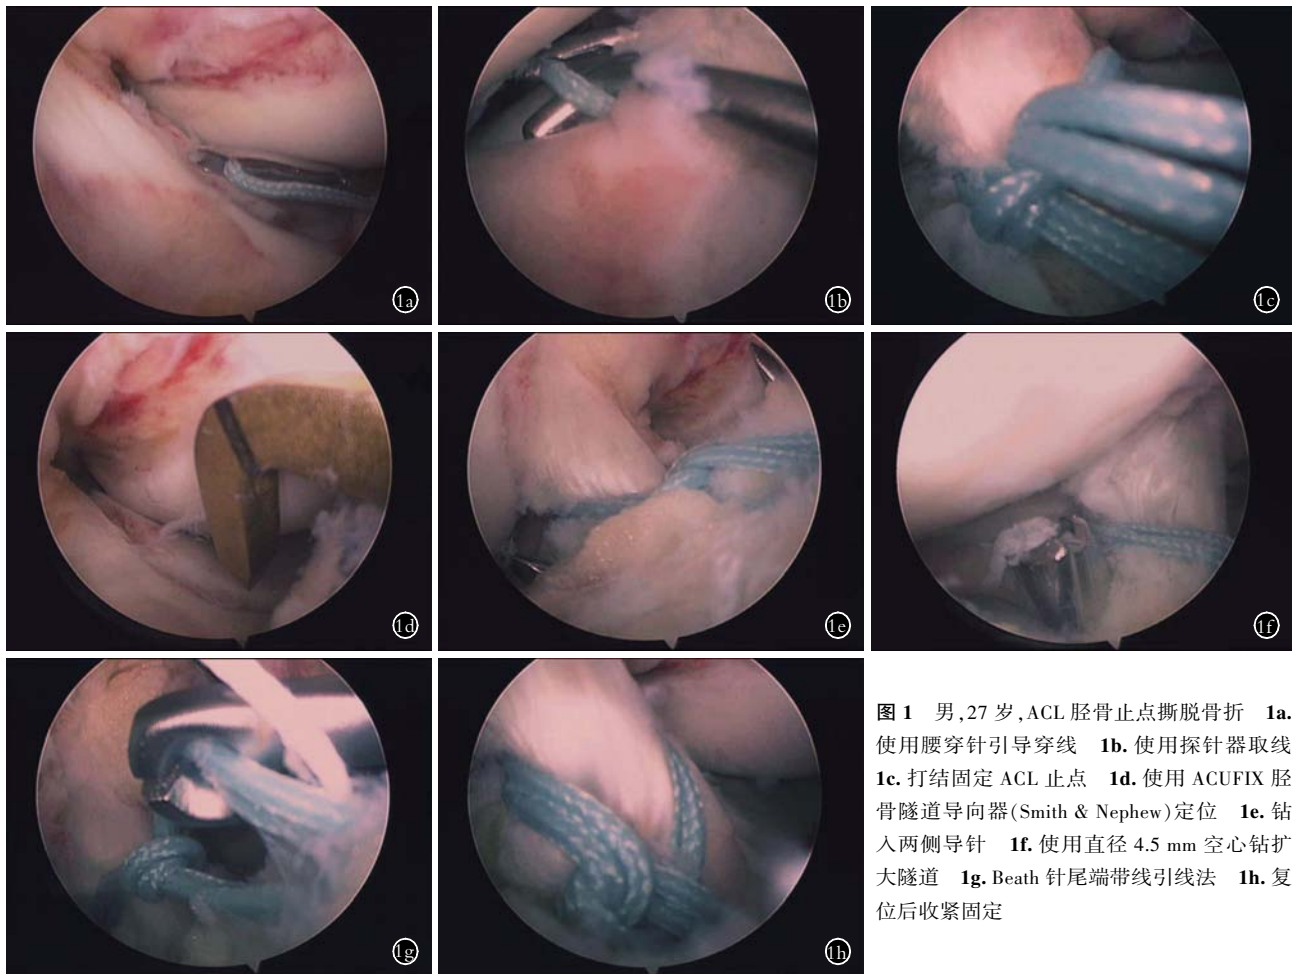 1a
1b
1c
1d
1e
1f
1g
1h
图 1 男,27 岁,ACL 胫骨止点撕脱骨折 1a.
使用腰穿针引导穿线 1b. 使用探针器取线
1c. 打结固定 ACL 止点 1d. 使用 ACUFIX 胫
骨隧道导向器(Smith & Nephew)定位 1e. 钻
入两侧导针 1f. 使用直径 4.5 mm 空心钻扩
大隧道 1g. Beath 针尾端带线引线法 1h. 复
位后收紧固定